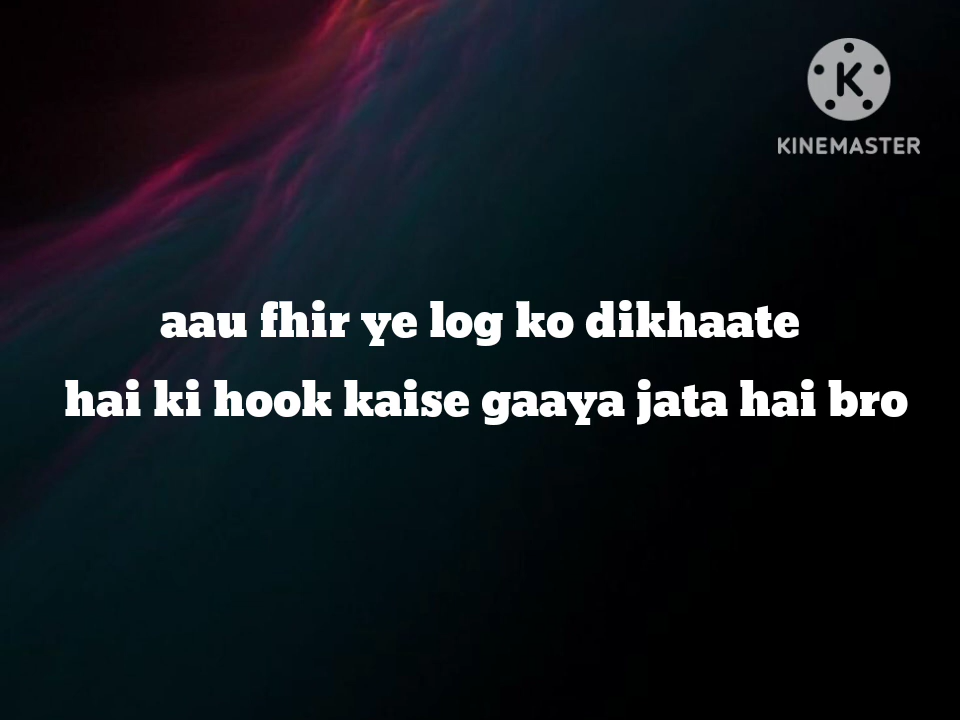 KINEMASTER
aau fhir ye log ko dikhaate
hai ki hook kaise gaaya jata hai bro